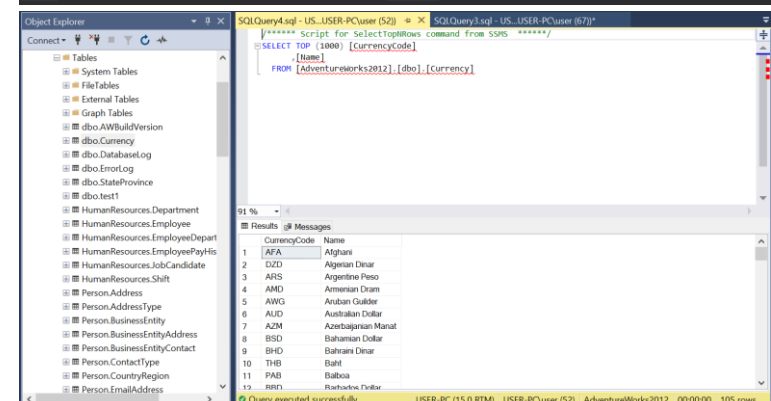 Object Explorer
Connect
Tables
System Tables
FileTables
External Tables
Graph Tables
dbo.AWBuildVersion
dbo.Currency
dbo.DatabaseLog
dbo.ErrorLog
dbo.StateProvince
dbo.test1
HumanResources.Department
HumanResources.Employee
HumanResources.EmployeeDepart
HumanResources.EmployeePayHis
HumanResources.JobCandidate
HumanResources.Shift
Person.Address
Person.AddressType
Person.BusinessEntity
Person.BusinessEntityAddress
Person.BusinessEntityContact
Person.ContactType
Person.CountryRegion
Person.EmailAddress
SQLQuery4.sql - US...USER-PC\user (52)) SQLQuery3.sql - US...USER-PC\user (67))*
/****** Script for SelectTopNRows command from SSMS ******/
SELECT TOP (1000) [CurrencyCode]
,[Name]
FROM [AdventureWorks2012].[dbo].[Currency]
91 %
Results Messages
CurrencyCode Name
1 AFA Afghani
2 DZD Algerian Dinar
3 ARS Argentine Peso
4 AMD Armenian Dram
5 AWG Aruban Guilder
6 AUD Australian Dollar
7 AZM Azerbaijanian Manat
8 BSD Bahamian Dollar
9 BHD Bahraini Dinar
10 THB Baht
11 PAB Balboa
12 BBD Barbados Dollar
Query executed successfully. USER-PC (15.0 RTM) USER-PC\user (52) AdventureWorks2012 00:00:00 105 rows